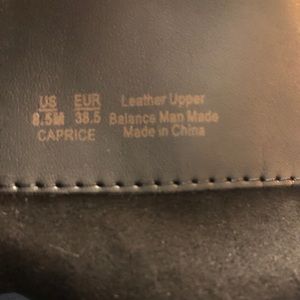 US EUR Leather Upper
8.5M 38.5 Balance Man Made
CAPRICE Made in China